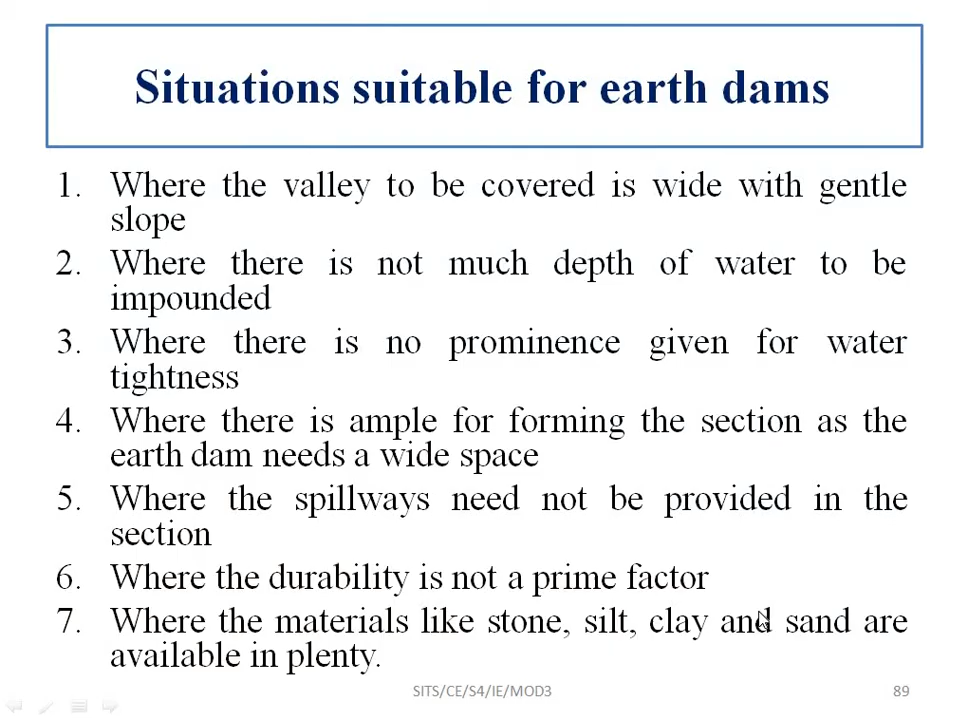 Situations suitable for earth dams
1. Where the valley to be covered is wide with gentle
slope
2. Where there is not much depth of water to be
impounded
3. Where there is no prominence given for water
tightness
4. Where there is ample for forming the section as the
earth dam needs a wide space
5. Where the spillways need not be provided in the
section
6. Where the durability is not a prime factor
7. Where the materials like stone, silt, clay and sand are
available in plenty.
SITS/CE/S4/IE/MOD3
89